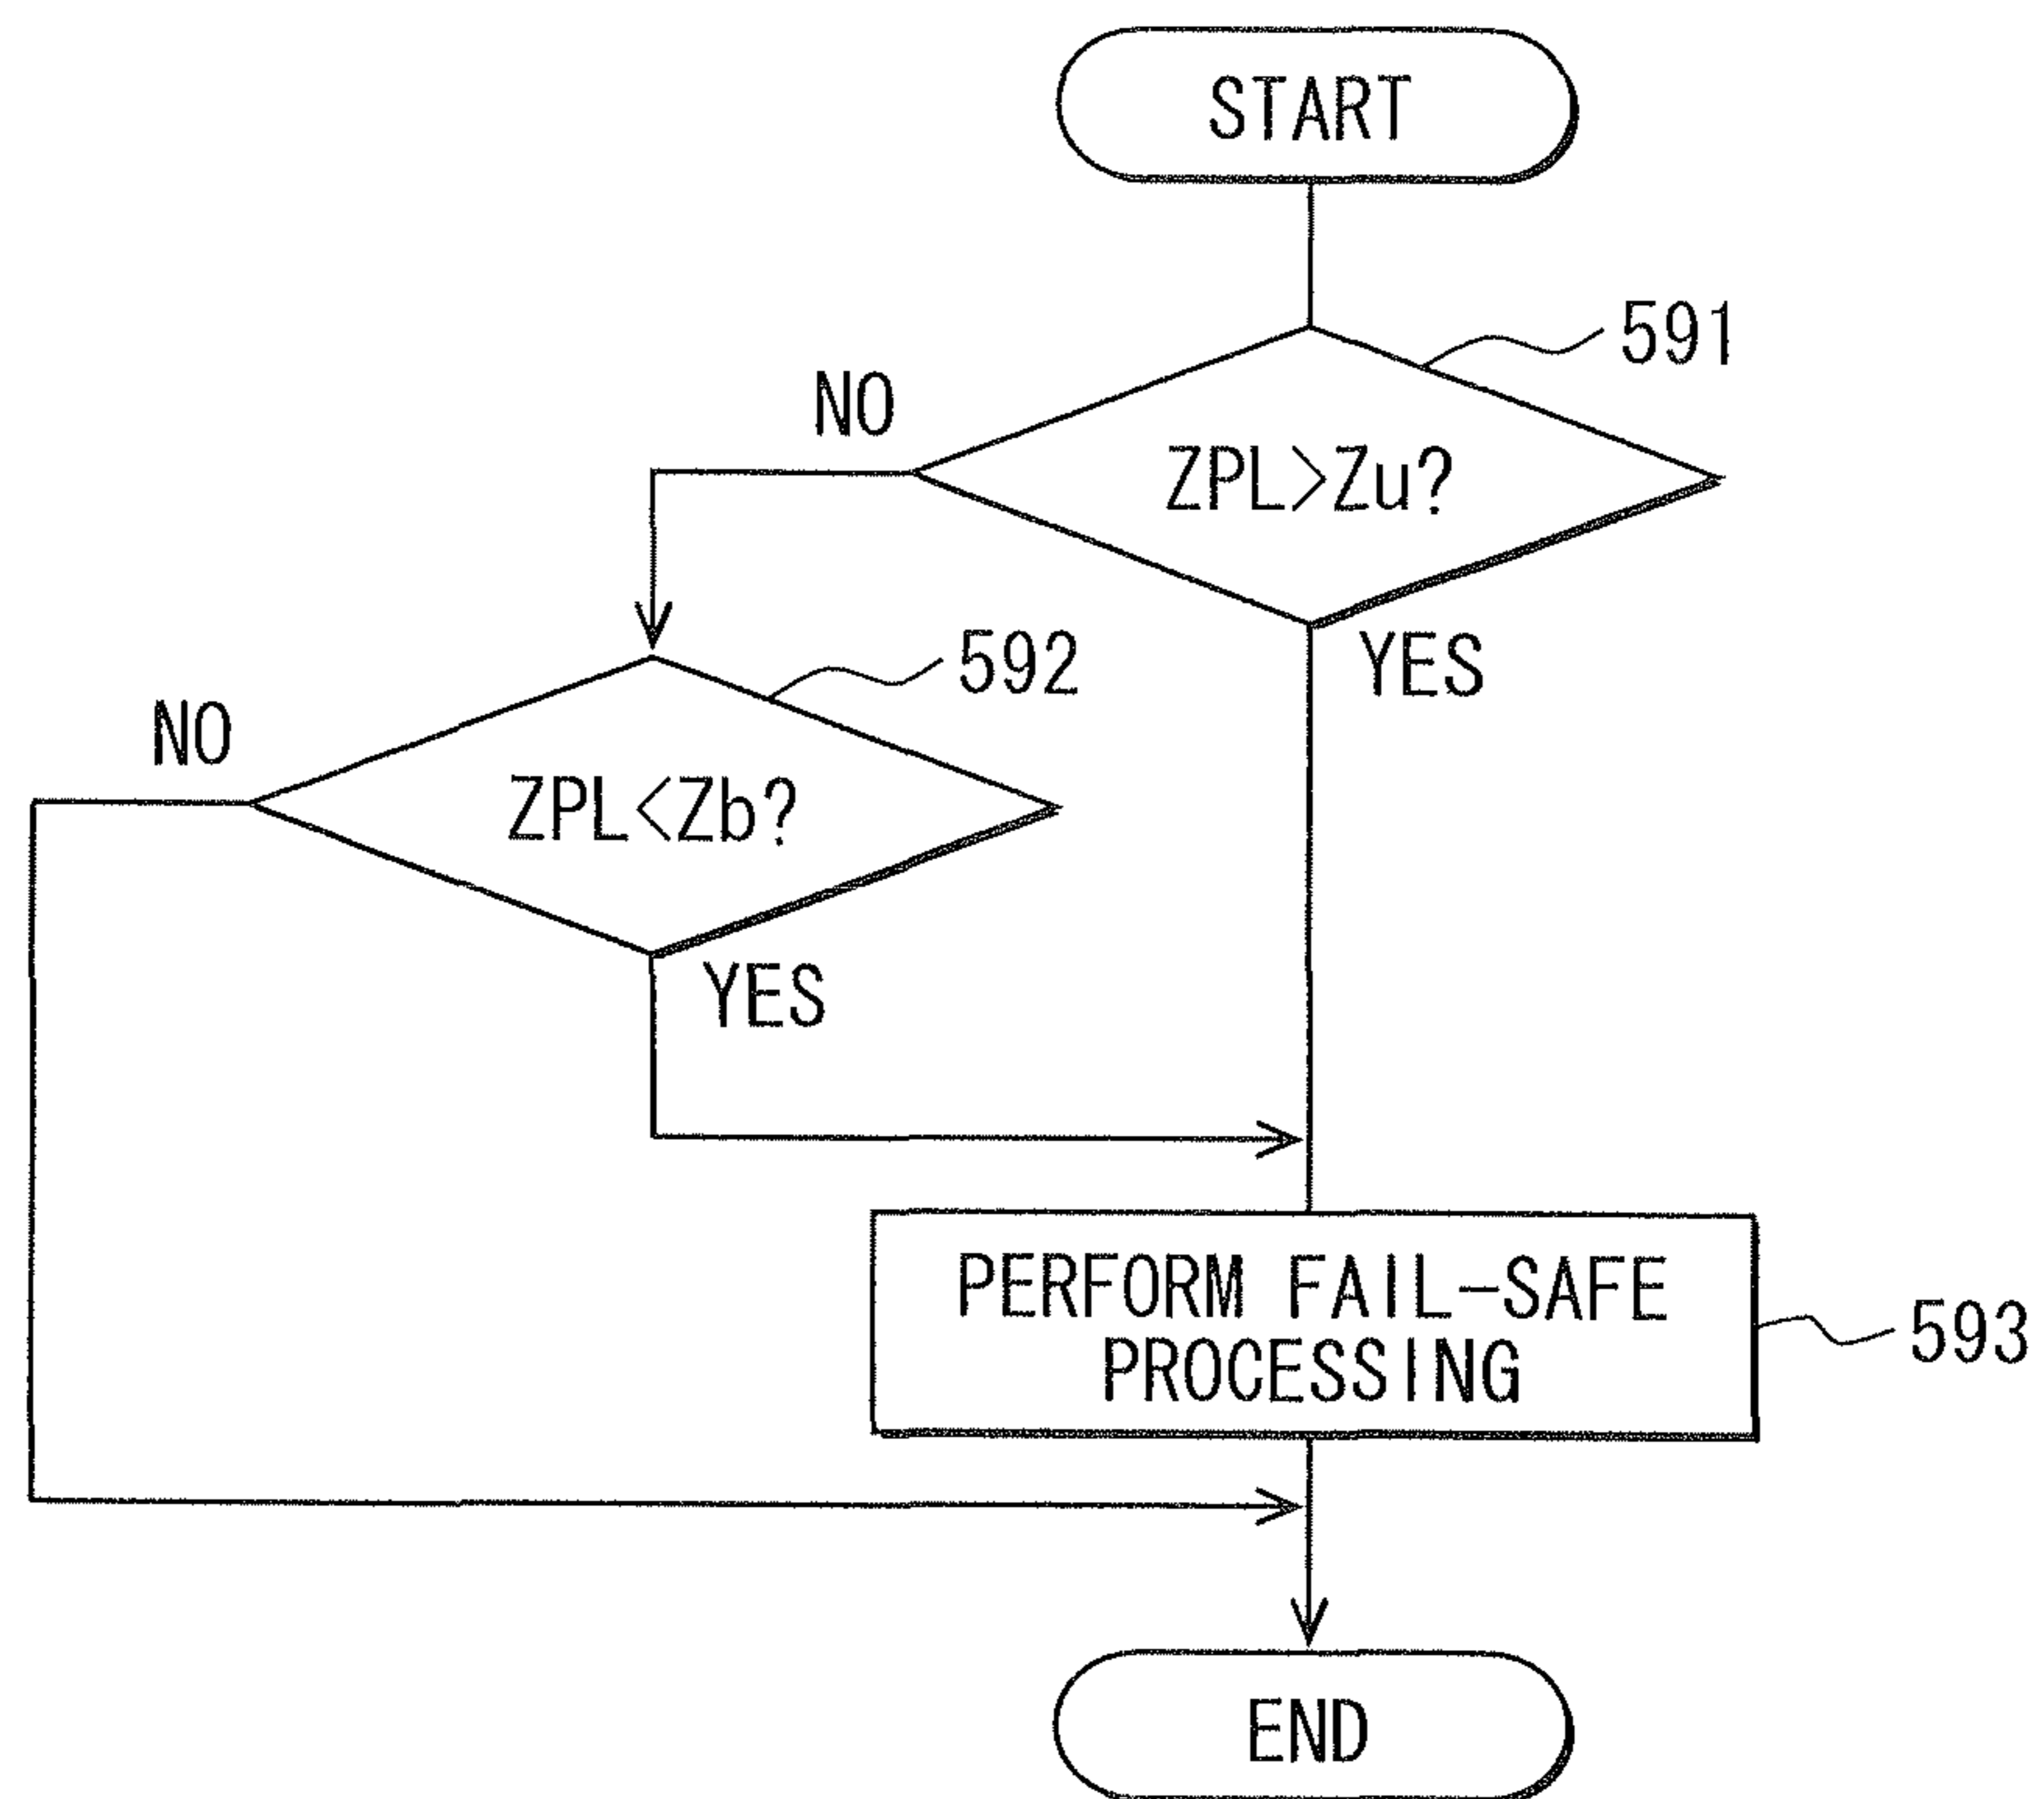 START
591
NO
ZPL>Zu?
YES
592
NO
ZPL<Zb?
YES
PERFORM FAIL-SAFE
PROCESSING
593
END